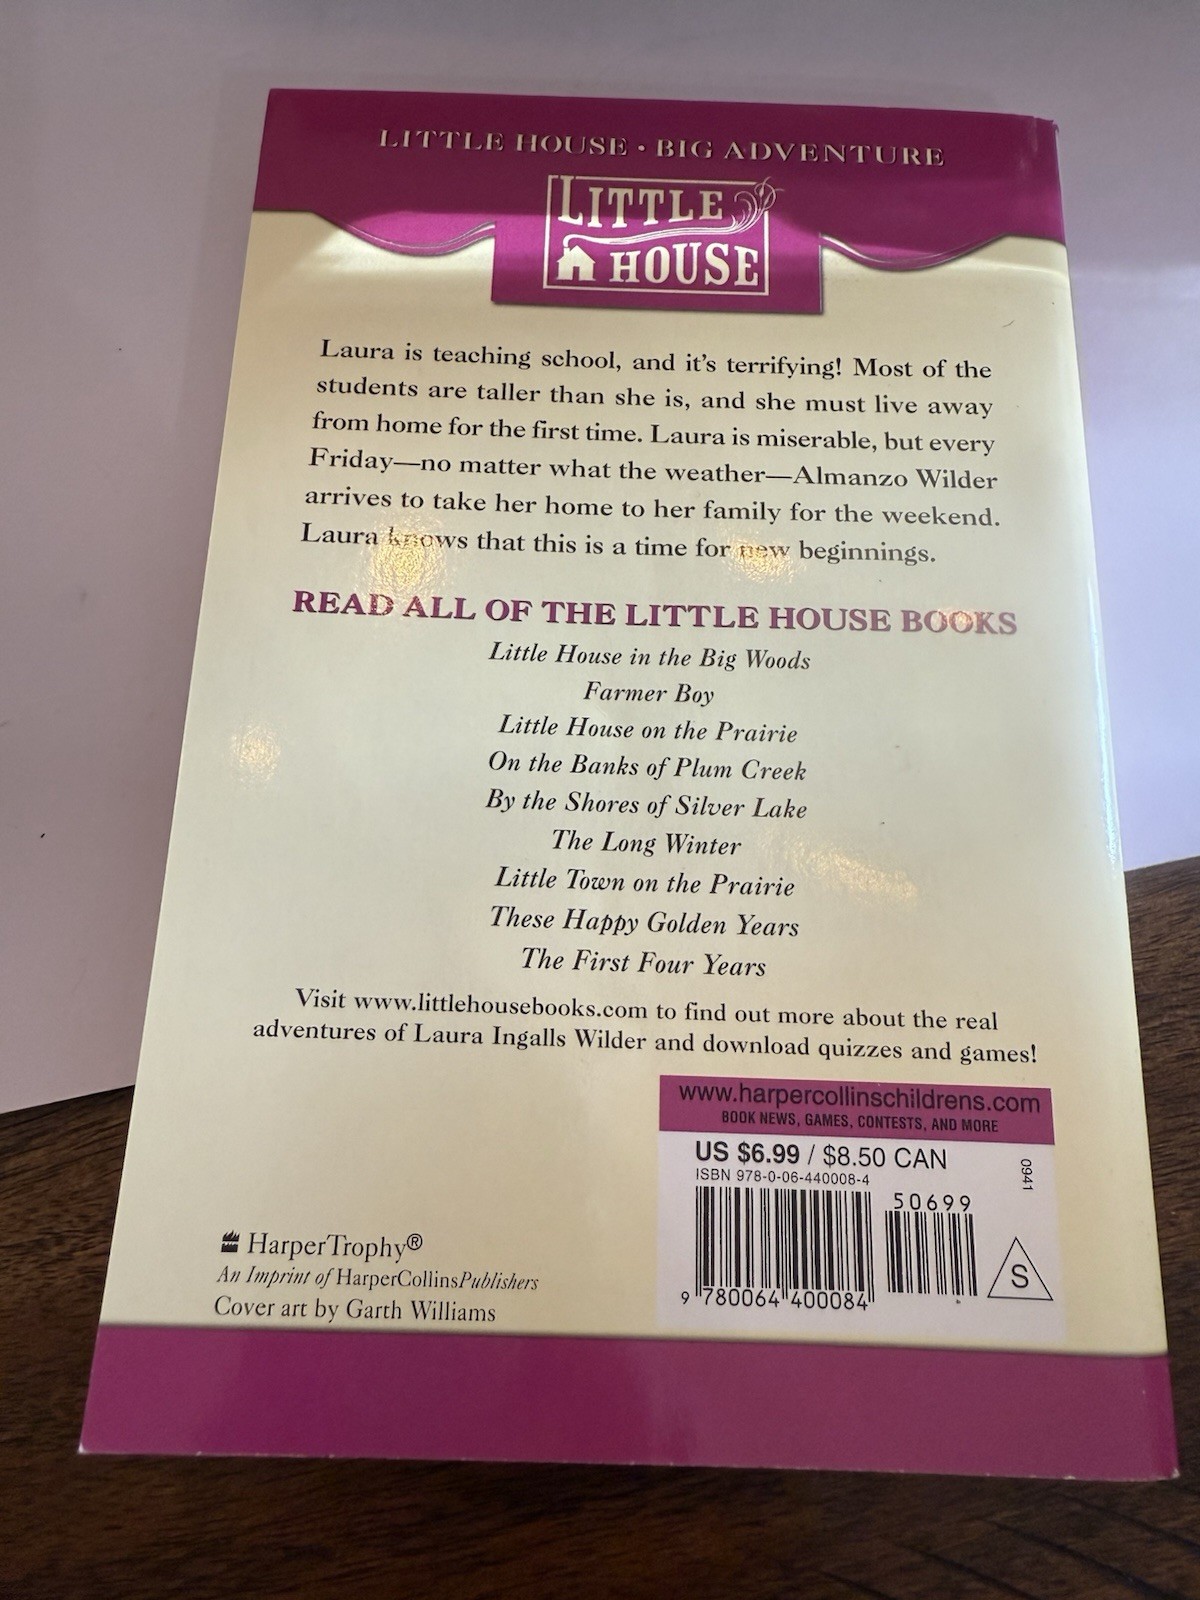 LITTLE HOUSE • BIG ADVENTURE
LITTLE
HOUSE
Laura is teaching school, and it's terrifying! Most of the
students are taller than she is, and she must live away
from home for the first time. Laura is miserable, but every
Friday—no matter what the weather—Almanzo Wilder
arrives to take her home to her family for the weekend.
Laura knows that this is a time for new beginnings.
READ ALL OF THE LITTLE HOUSE BOOKS
Little House in the Big Woods
Farmer Boy
Little House on the Prairie
On the Banks of Plum Creek
By the Shores of Silver Lake
The Long Winter
Little Town on the Prairie
These Happy Golden Years
The First Four Years
Visit www.littlehousebooks.com to find out more about the real
adventures of Laura Ingalls Wilder and download quizzes and games!
www.harpercollinschildrens.com
BOOK NEWS, GAMES, CONTESTS, AND MORE
US $6.99 / $8.50 CAN
ISBN 978-0-06-440008-4
0941
50699
S
9 780064 400084
HarperTrophy®
An Imprint of HarperCollinsPublishers
Cover art by Garth Williams